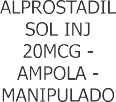 ALPROSTADIL
SOL INJ
20MCG -
AMPOLA -
MANIPULADO